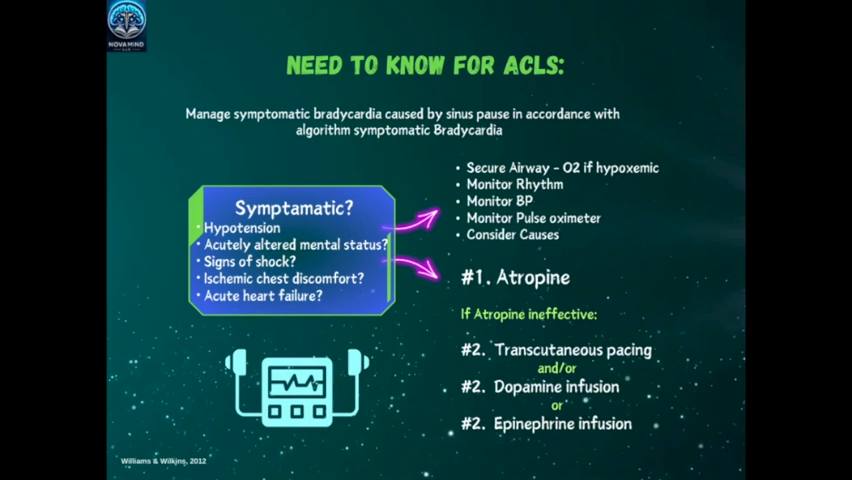 NOVAMIND
NEED TO KNOW FOR ACLS:
Manage symptomatic bradycardia caused by sinus pause in accordance with
algorithm symptomatic Bradycardia
Symptamatic?
• Hypotension
• Acutely altered mental status?
• Signs of shock?
• Ischemic chest discomfort?
• Acute heart failure?
• Secure Airway - O2 if hypoxemic
• Monitor Rhythm
• Monitor BP
• Monitor Pulse oximeter
• Consider Causes
#1. Atropine
If Atropine ineffective:
#2. Transcutaneous pacing
and/or
#2. Dopamine infusion
or
#2. Epinephrine infusion
Williams & Wilkins, 2012